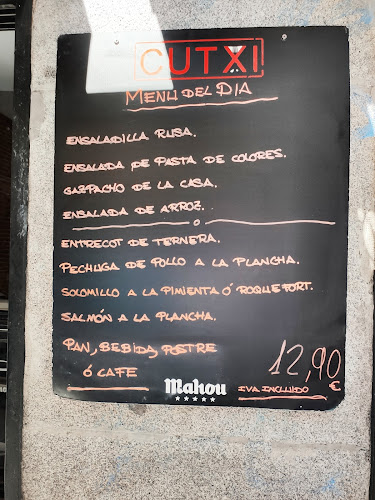 CUTXI
MENU DEL DIA
ENSALADILLA RUSA.
ENSALADA DE PASTA DE COLORES.
GAZPACHO DE LA CASA.
ENSALADA DE ARROZ.
o
ENTRECOT DE TERNERA.
PECHUGA DE POLLO A LA PLANCHA.
SOLOMILLO A LA PIMIENTA Ó ROQUEFORT.
SALMÓN A LA PLANCHA.
PAN, BEBIDA, POSTRE
Ó CAFE
12,90 €
Mahou
IVA INCLUIDO